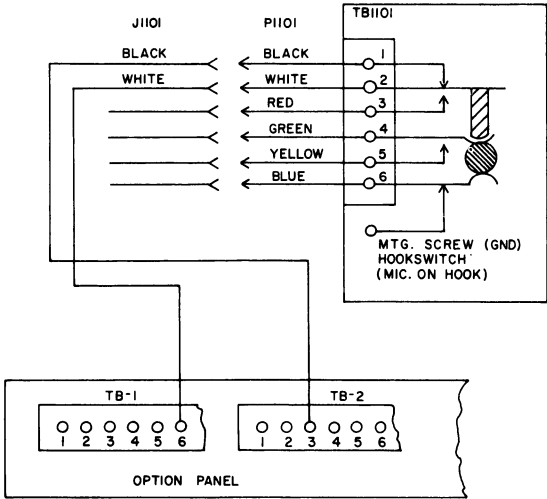 J1101 P1101 TB1101
BLACK BLACK 1
WHITE WHITE 2
RED 3
GREEN 4
YELLOW 5
BLUE 6
MTG. SCREW (GND)
HOOKSWITCH
(MIC. ON HOOK)
TB-1 TB-2
1 2 3 4 5 6 1 2 3 4 5 6
OPTION PANEL